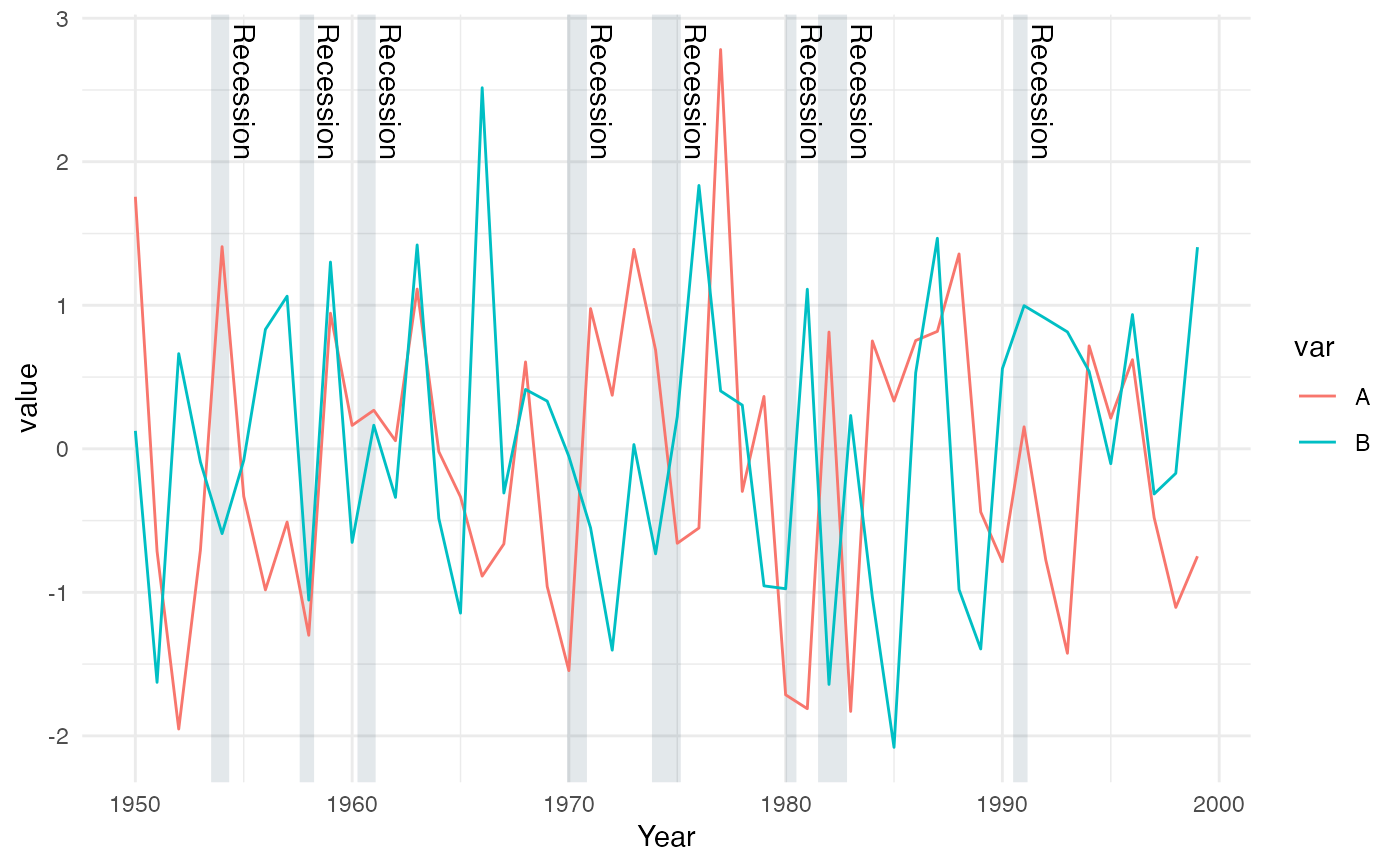 3
2
1
0
-1
-2
value
Recession
Recession
Recession
Recession
Recession
Recession
Recession
Recession
1950
1960
1970
1980
1990
2000
Year
var
A
B